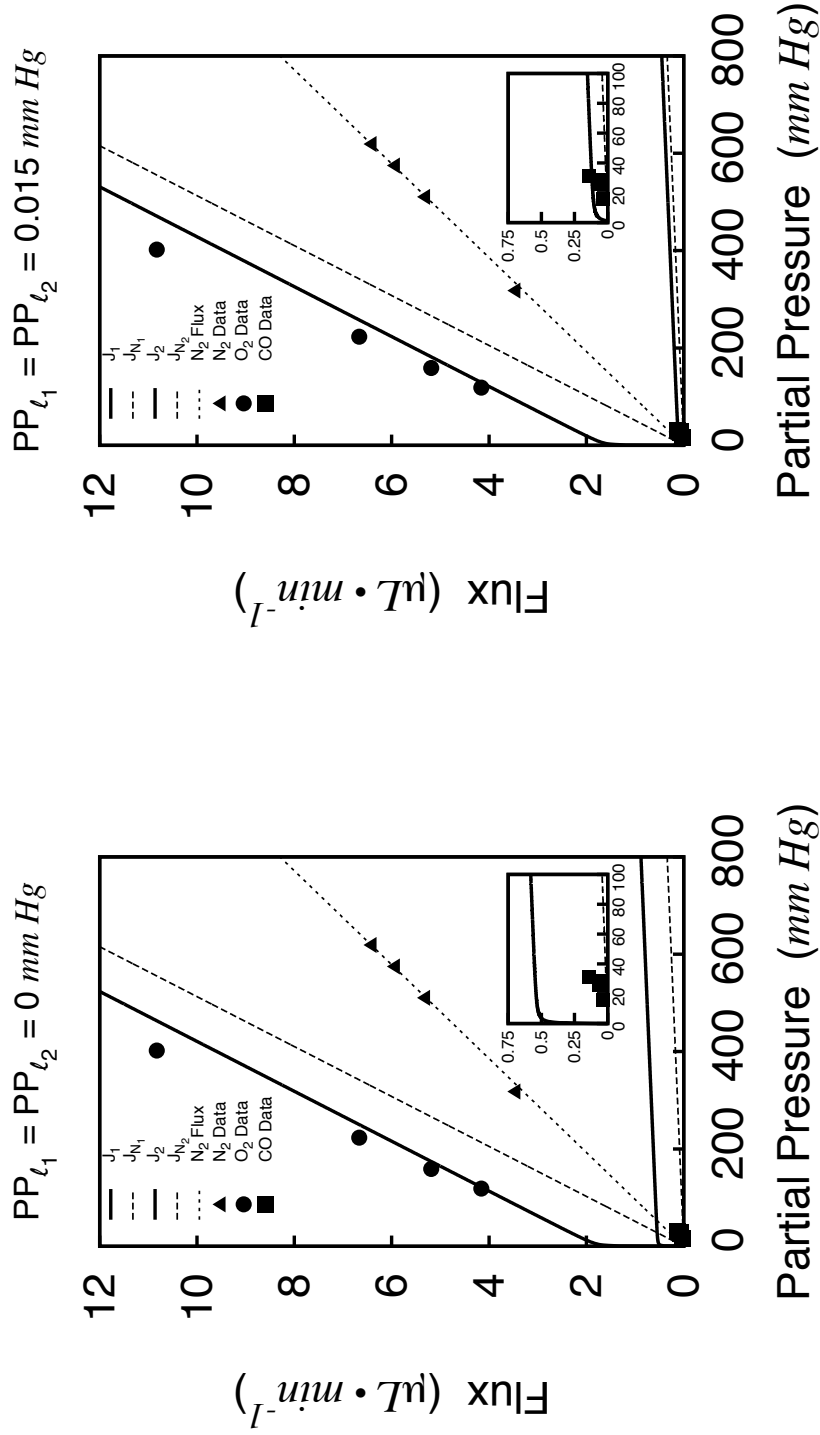 PPℓ1 = PPℓ2 = 0 mm Hg
12
10
8
6
4
2
0
Flux (μL • min-1)
J1
JN1
J2
JN2
N2 Flux
N2 Data
O2 Data
CO Data
0.75
0.5
0.25
0
0 20 40 60 80 100
0 200 400 600 800
Partial Pressure (mm Hg)
PPℓ1 = PPℓ2 = 0.015 mm Hg
12
10
8
6
4
2
0
Flux (μL • min-1)
J1
JN1
J2
JN2
N2 Flux
N2 Data
O2 Data
CO Data
0.75
0.5
0.25
0
0 20 40 60 80 100
0 200 400 600 800
Partial Pressure (mm Hg)